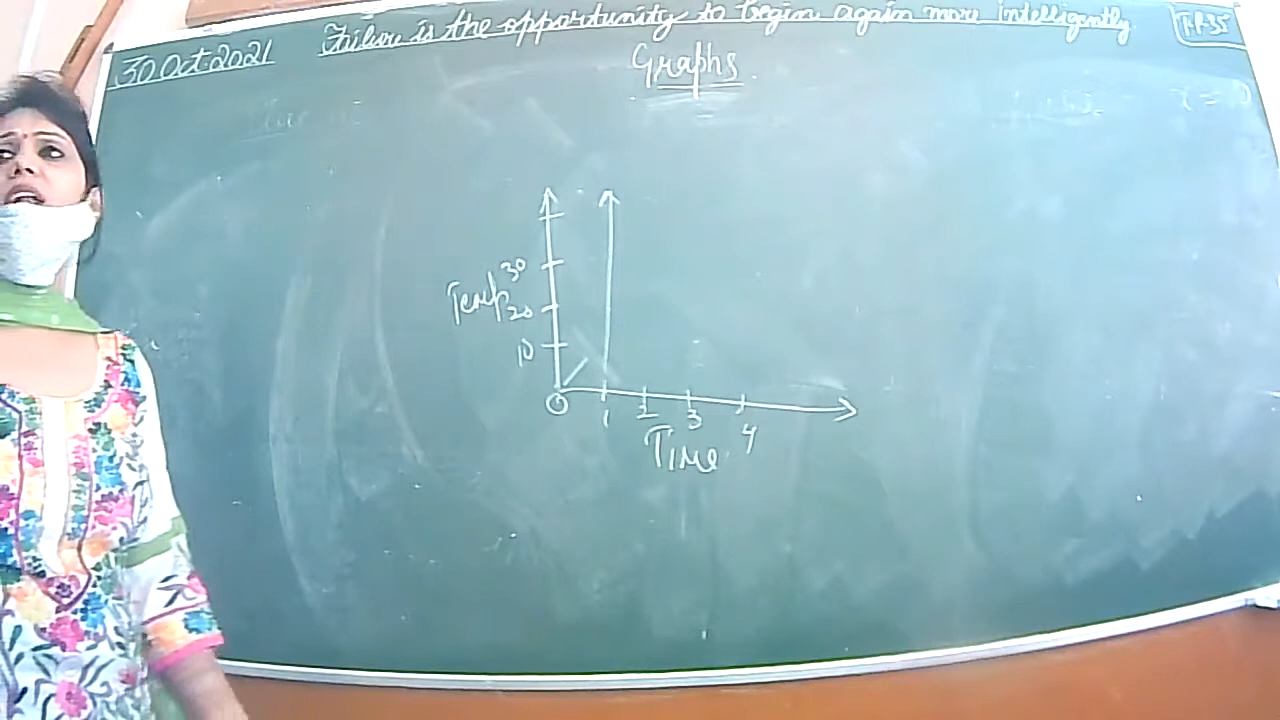 Failure is the opportunity to begin again more intelligently
30 Oct. 2021
Graphs
Temp
30
20
10
0
1
2
3
4
Time